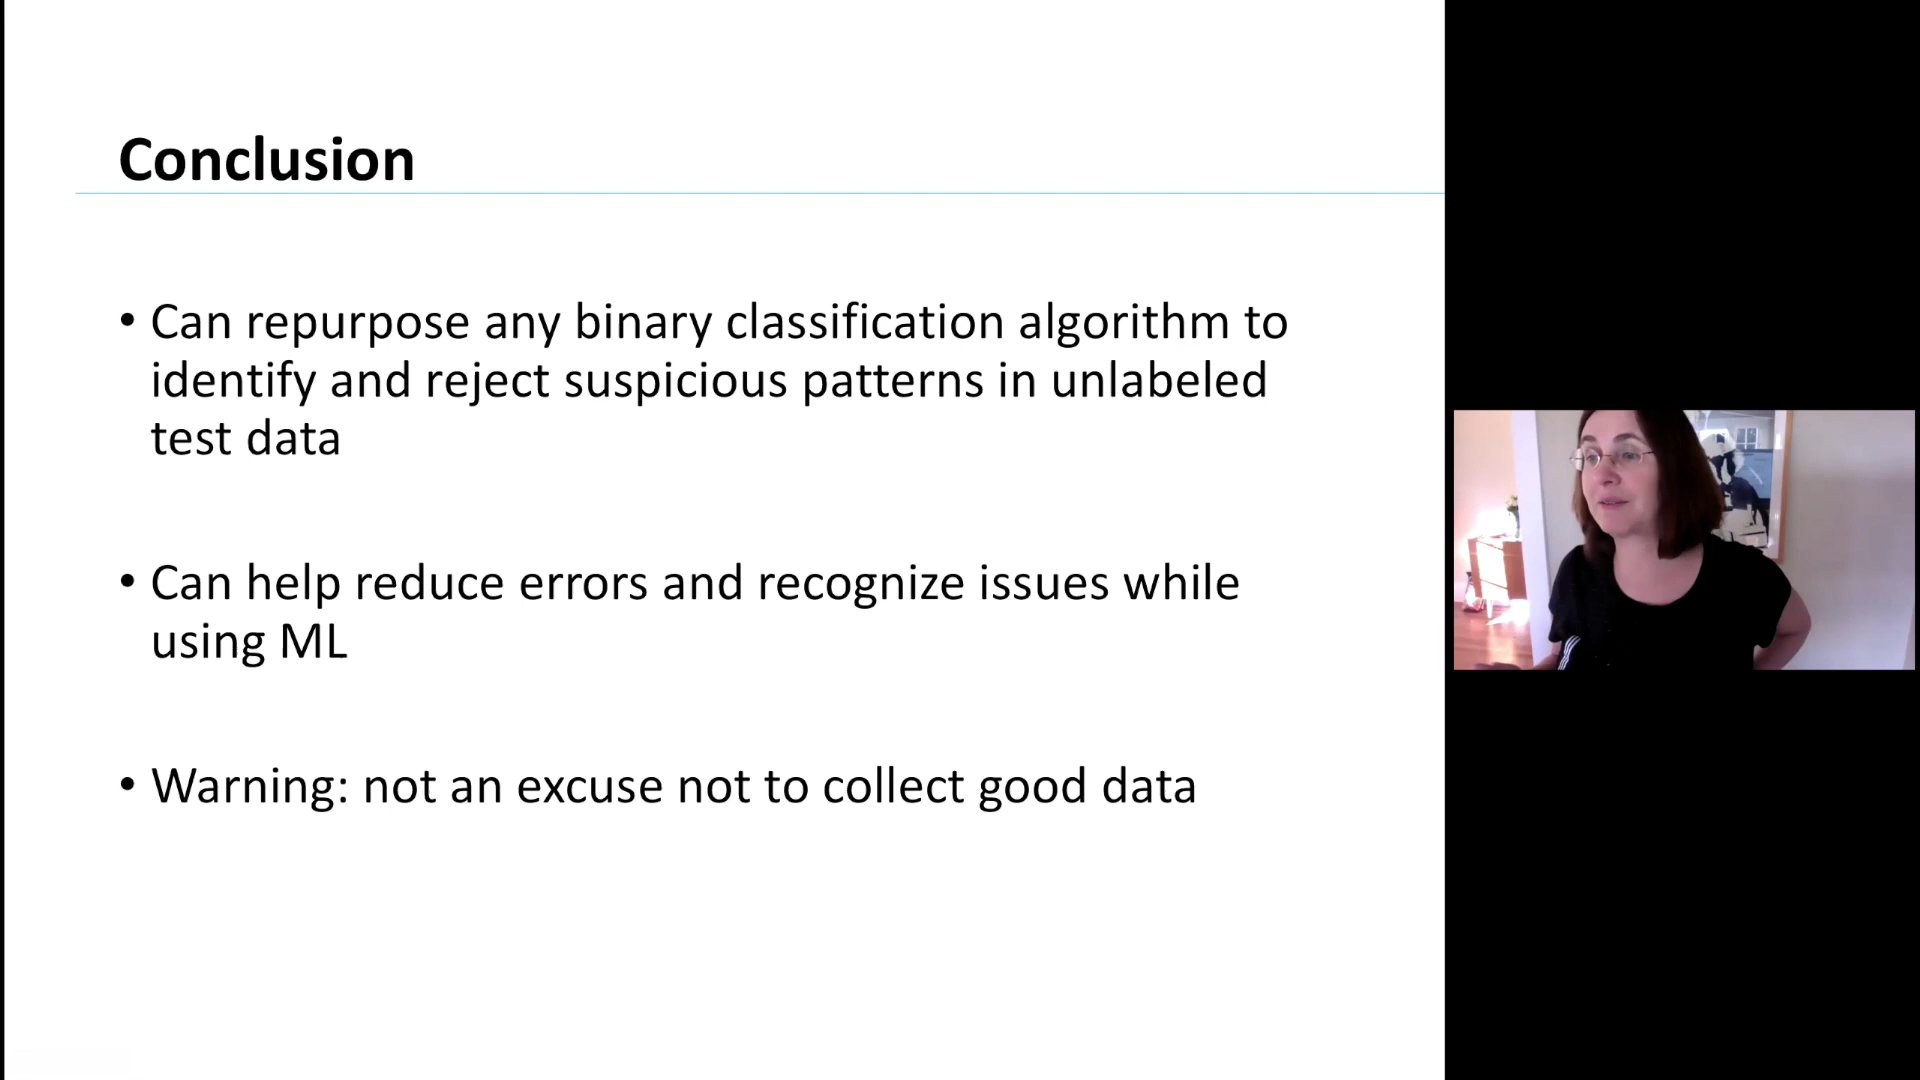 Conclusion
• Can repurpose any binary classification algorithm to
identify and reject suspicious patterns in unlabeled
test data
• Can help reduce errors and recognize issues while
using ML
• Warning: not an excuse not to collect good data